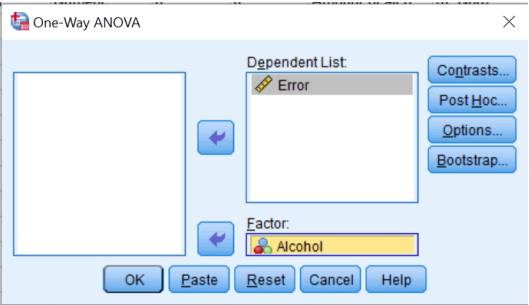 One-Way ANOVA
Dependent List:
Error
Contrasts...
Post Hoc...
Options...
Bootstrap...
Factor:
Alcohol
OK
Paste
Reset
Cancel
Help